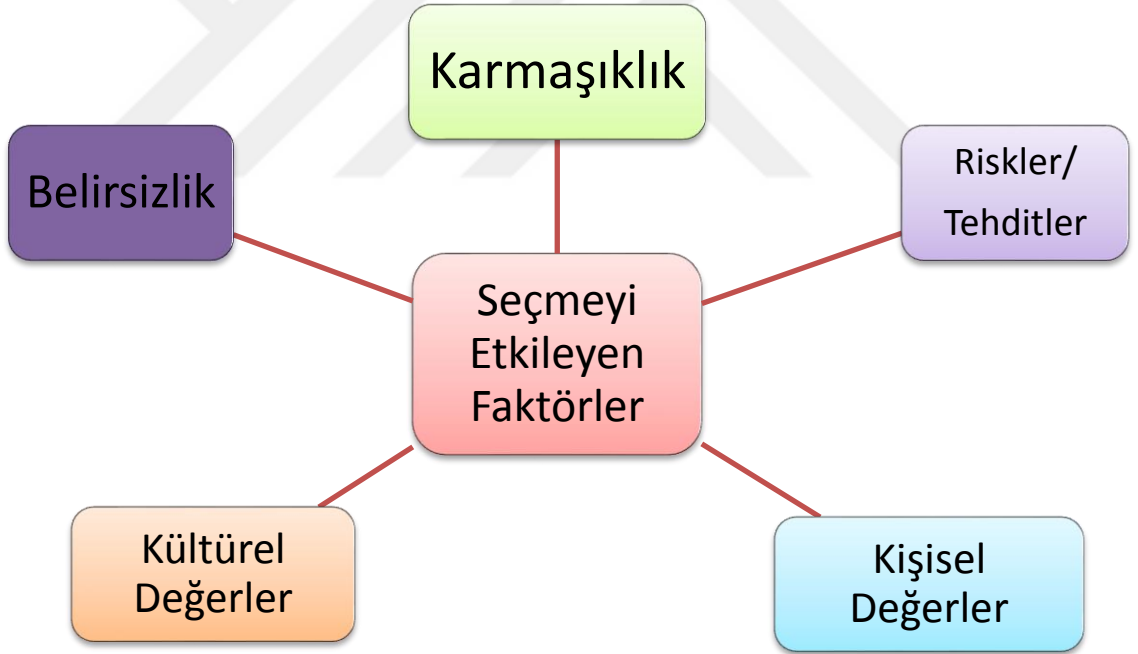 Karmaşıklık
Belirsizlik
Riskler/
Tehditler
Seçmeyi
Etkileyen
Faktörler
Kültürel
Değerler
Kişisel
Değerler